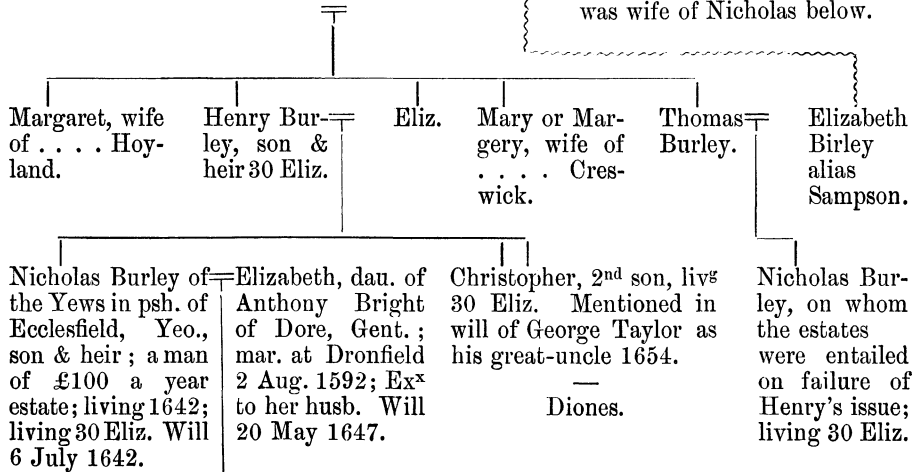 was wife of Nicholas below.
Margaret, wife
of . . . . Hoy-
land.
Henry Bur-
ley, son &
heir 30 Eliz.
Eliz.
Mary or Mar-
gery, wife of
. . . . Cres-
wick.
Thomas
Burley.
Elizabeth
Birley
alias
Sampson.
Nicholas Burley of
the Yews in psh. of
Ecclesfield, Yeo.,
son & heir ; a man
of £100 a year
estate; living 1642;
living 30 Eliz. Will
6 July 1642.
Elizabeth, dau. of
Anthony Bright
of Dore, Gent. ;
mar. at Dronfield
2 Aug. 1592; Exˣ
to her husb. Will
20 May 1647.
Christopher, 2ⁿᵈ son, livᵍ
30 Eliz. Mentioned in
will of George Taylor as
his great-uncle 1654.
—
Diones.
Nicholas Bur-
ley, on whom
the estates
were entailed
on failure of
Henry's issue;
living 30 Eliz.